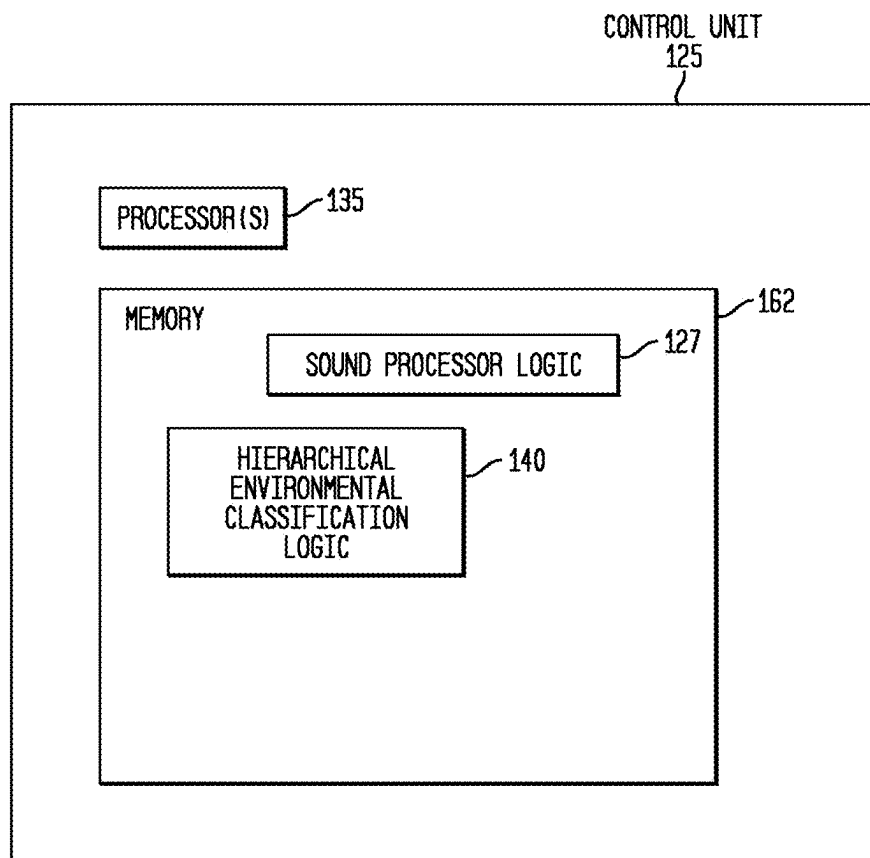 CONTROL UNIT
125
PROCESSOR(S)
135
MEMORY
162
SOUND PROCESSOR LOGIC
127
HIERARCHICAL
ENVIRONMENTAL
CLASSIFICATION
LOGIC
140